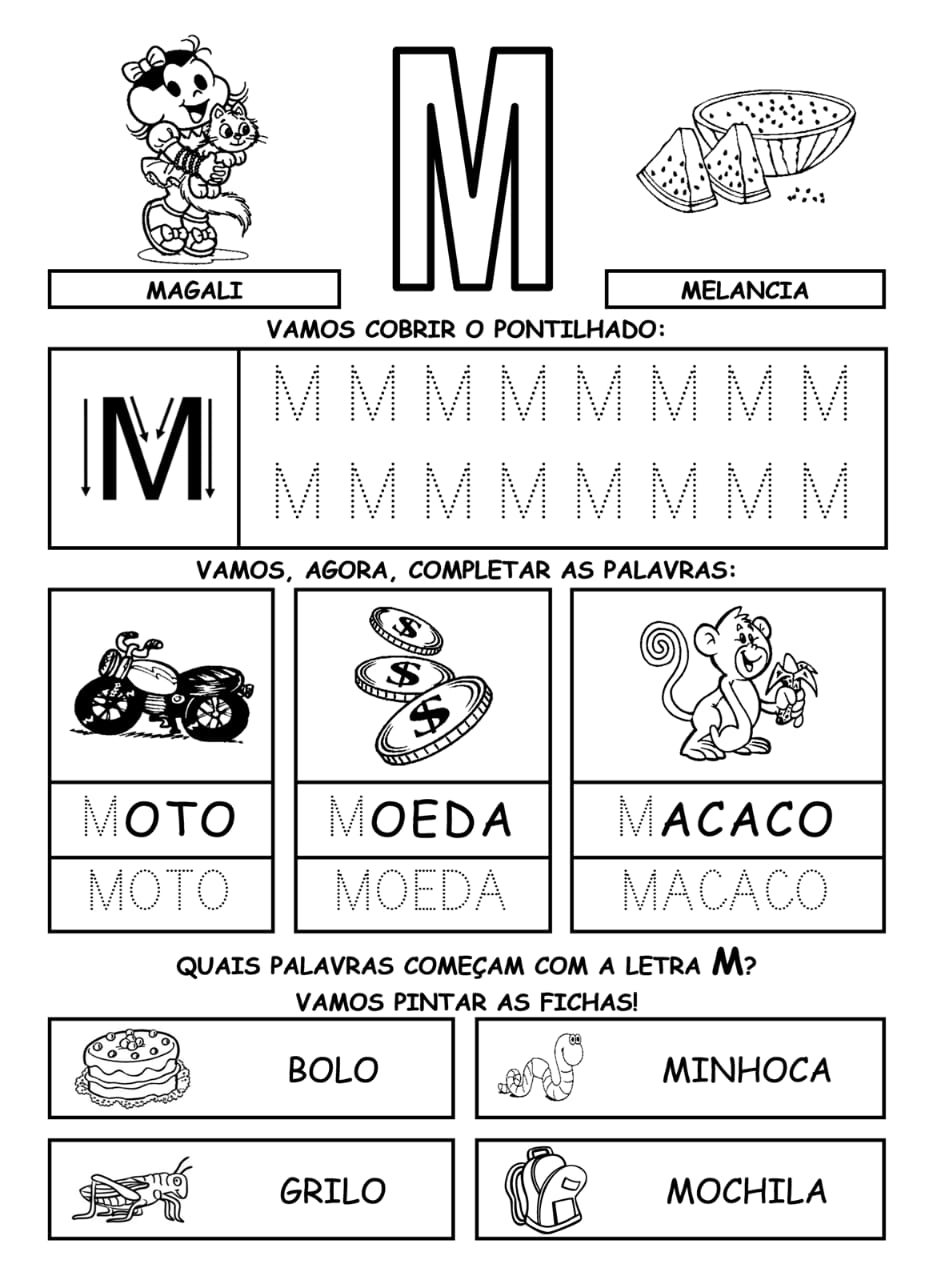 M
MAGALI
MELANCIA
VAMOS COBRIR O PONTILHADO:
M M M M M M M M M
M M M M M M M M
VAMOS, AGORA, COMPLETAR AS PALAVRAS:
$
$
$
MOTO MOEDA MACACO
MOTO MOEDA MACACO
QUAIS PALAVRAS COMEÇAM COM A LETRA M?
VAMOS PINTAR AS FICHAS!
BOLO MINHOCA
GRILO MOCHILA